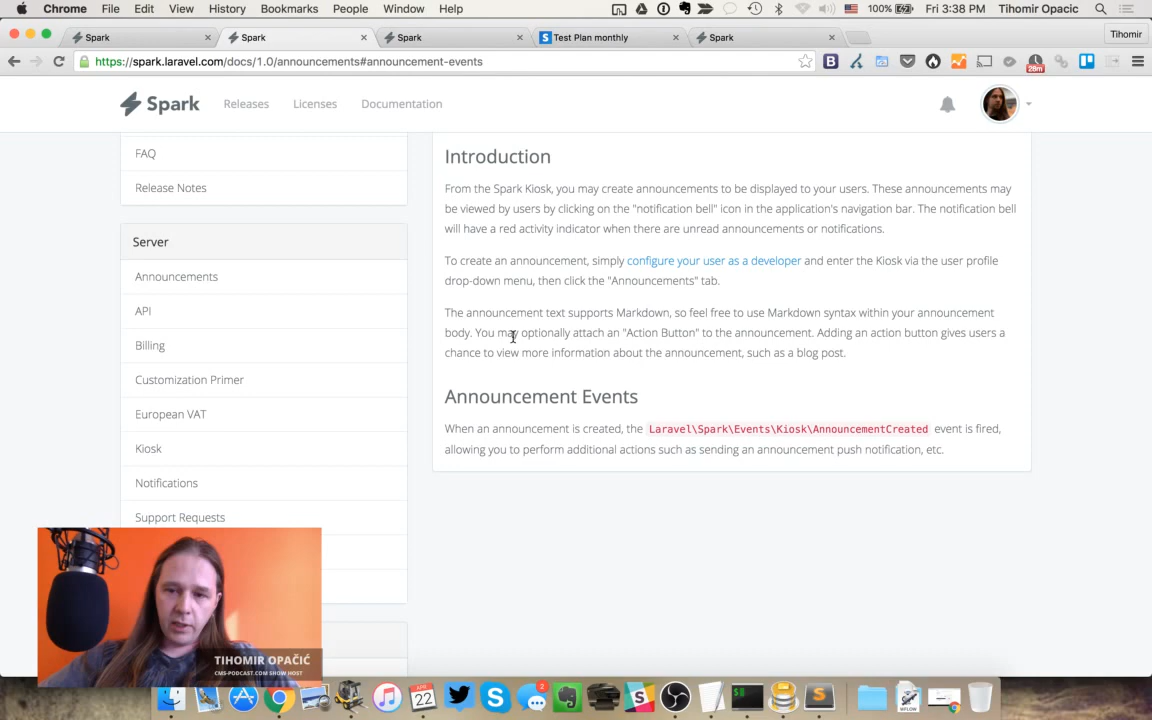 Chrome File Edit View History Bookmarks People Window Help 100% Fri 3:38 PM Tihomir Opacic
Spark Spark Spark Test Plan monthly Spark Tihomir
https://spark.laravel.com/docs/1.0/announcements#announcement-events
28m
Spark Releases Licenses Documentation
FAQ
Release Notes
Server
Announcements
API
Billing
Customization Primer
European VAT
Kiosk
Notifications
Support Requests
Introduction
From the Spark Kiosk, you may create announcements to be displayed to your users. These announcements may
be viewed by users by clicking on the "notification bell" icon in the application's navigation bar. The notification bell
will have a red activity indicator when there are unread announcements or notifications.
To create an announcement, simply configure your user as a developer and enter the Kiosk via the user profile
drop-down menu, then click the "Announcements" tab.
The announcement text supports Markdown, so feel free to use Markdown syntax within your announcement
body. You may optionally attach an "Action Button" to the announcement. Adding an action button gives users a
chance to view more information about the announcement, such as a blog post.
Announcement Events
When an announcement is created, the Laravel\Spark\Events\Kiosk\AnnouncementCreated event is fired,
allowing you to perform additional actions such as sending an announcement push notification, etc.
TIHOMIR OPAČIĆ
CMS-PODCAST.COM SHOW HOST
22
2